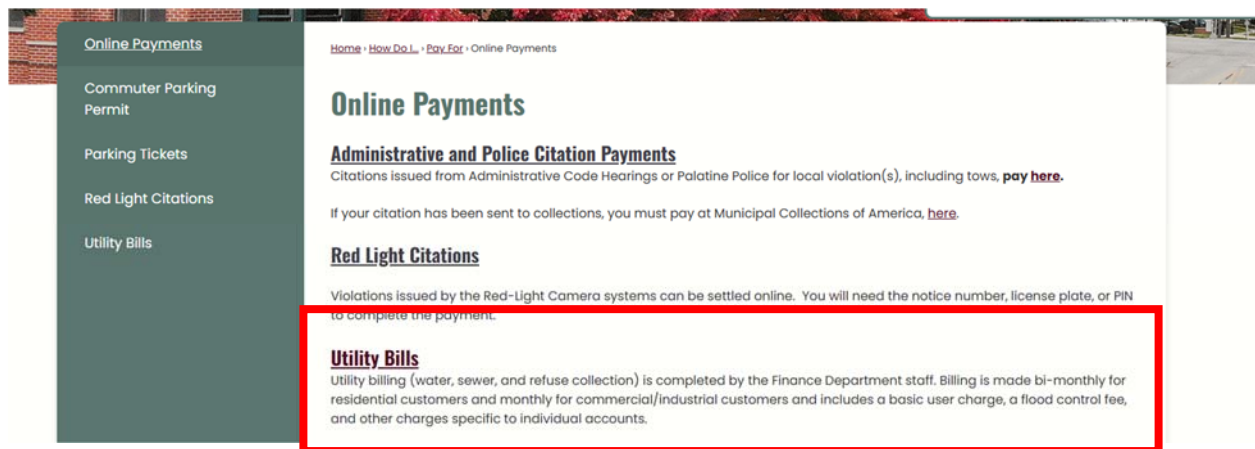 Online Payments
Commuter Parking
Permit
Parking Tickets
Red Light Citations
Utility Bills
Home › How Do I... › Pay For › Online Payments
Online Payments
Administrative and Police Citation Payments
Citations issued from Administrative Code Hearings or Palatine Police for local violation(s), including tows, pay here.
If your citation has been sent to collections, you must pay at Municipal Collections of America, here.
Red Light Citations
Violations issued by the Red-Light Camera systems can be settled online. You will need the notice number, license plate, or PIN
to complete the payment.
Utility Bills
Utility billing (water, sewer, and refuse collection) is completed by the Finance Department staff. Billing is made bi-monthly for
residential customers and monthly for commercial/industrial customers and includes a basic user charge, a flood control fee,
and other charges specific to individual accounts.